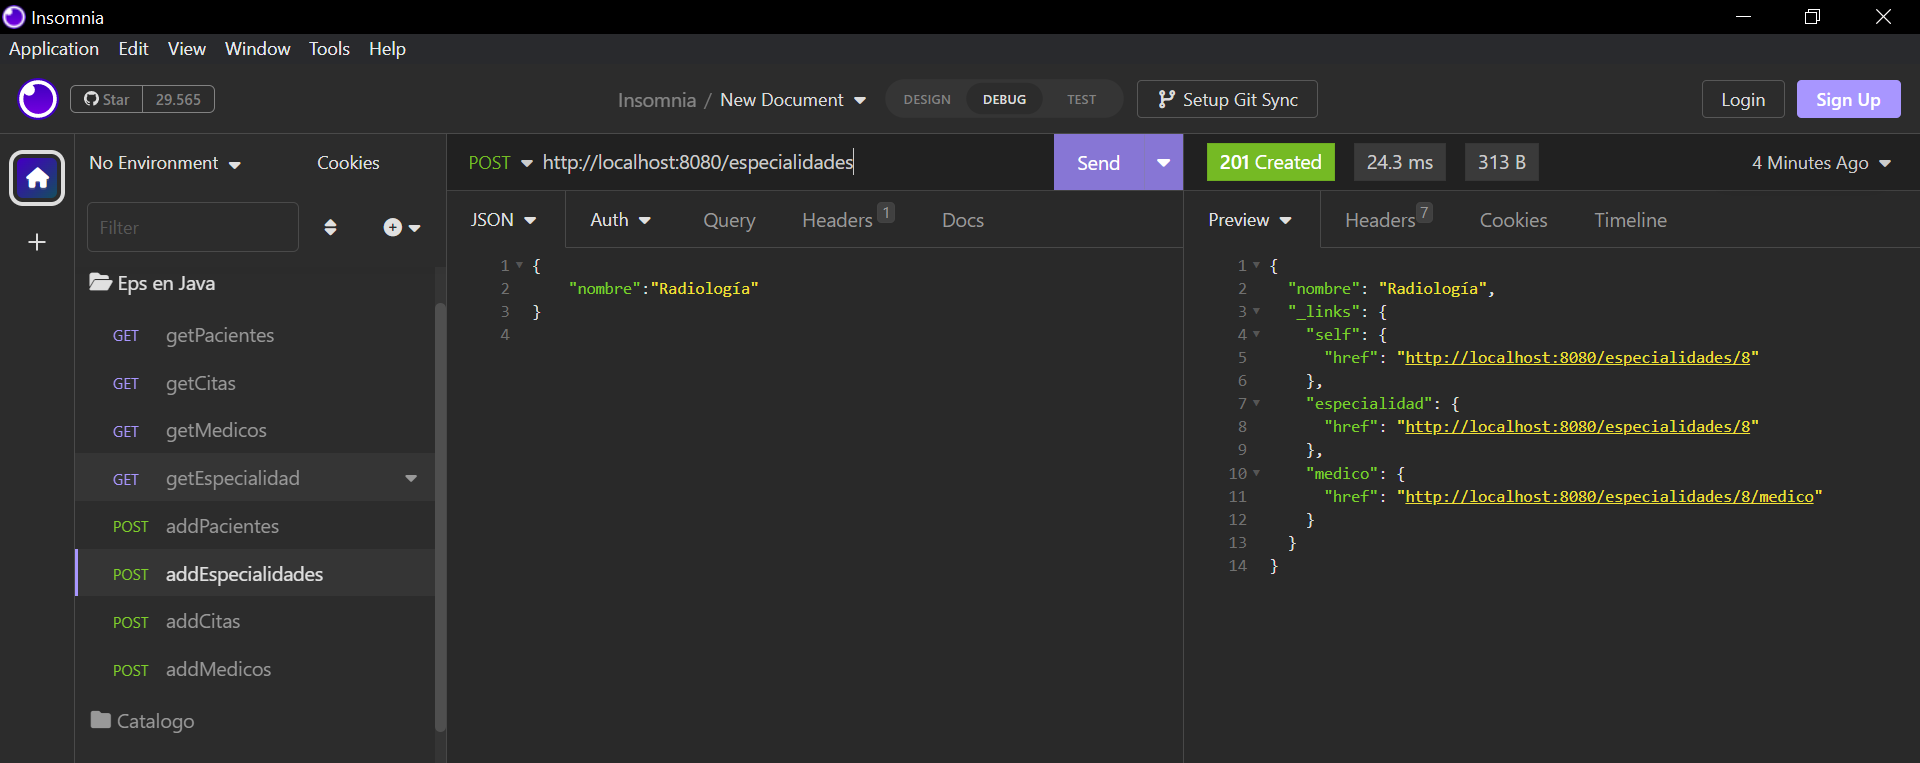 Insomnia
Application Edit View Window Tools Help
Star 29.565
Insomnia / New Document
DESIGN DEBUG TEST
Setup Git Sync
Login Sign Up
No Environment Cookies
Filter
Eps en Java
GET getPacientes
GET getCitas
GET getMedicos
GET getEspecialidad
POST addPacientes
POST addEspecialidades
POST addCitas
POST addMedicos
Catalogo
POST http://localhost:8080/especialidades Send
JSON Auth Query Headers 1 Docs
1 {
2 "nombre":"Radiología"
3 }
4
201 Created 24.3 ms 313 B 4 Minutes Ago
Preview Headers 7 Cookies Timeline
1 {
2 "nombre": "Radiología",
3 "_links": {
4 "self": {
5 "href": "http://localhost:8080/especialidades/8"
6 },
7 "especialidad": {
8 "href": "http://localhost:8080/especialidades/8"
9 },
10 "medico": {
11 "href": "http://localhost:8080/especialidades/8/medico"
12 }
13 }
14 }